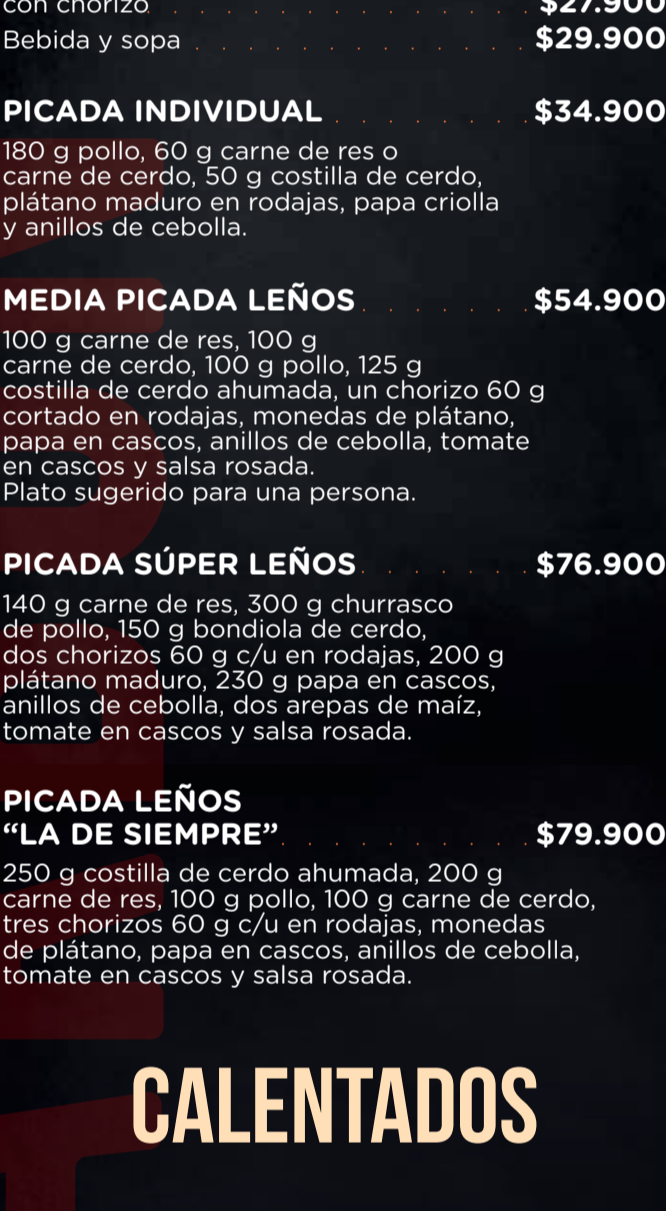 con chorizo . . . . . . . . . . . . . $27.900
Bebida y sopa . . . . . . . . . . . . $29.900
PICADA INDIVIDUAL . . . . . . . $34.900
180 g pollo, 60 g carne de res o
carne de cerdo, 50 g costilla de cerdo,
plátano maduro en rodajas, papa criolla
y anillos de cebolla.
MEDIA PICADA LEÑOS . . . . . . . $54.900
100 g carne de res, 100 g
carne de cerdo, 100 g pollo, 125 g
costilla de cerdo ahumada, un chorizo 60 g
cortado en rodajas, monedas de plátano,
papa en cascos, anillos de cebolla, tomate
en cascos y salsa rosada.
Plato sugerido para una persona.
PICADA SÚPER LEÑOS . . . . . . . $76.900
140 g carne de res, 300 g churrasco
de pollo, 150 g bondiola de cerdo,
dos chorizos 60 g c/u en rodajas, 200 g
plátano maduro, 230 g papa en cascos,
anillos de cebolla, dos arepas de maíz,
tomate en cascos y salsa rosada.
PICADA LEÑOS
“LA DE SIEMPRE” . . . . . . . . . . $79.900
250 g costilla de cerdo ahumada, 200 g
carne de res, 100 g pollo, 100 g carne de cerdo,
tres chorizos 60 g c/u en rodajas, monedas
de plátano, papa en cascos, anillos de cebolla,
tomate en cascos y salsa rosada.
CALENTADOS